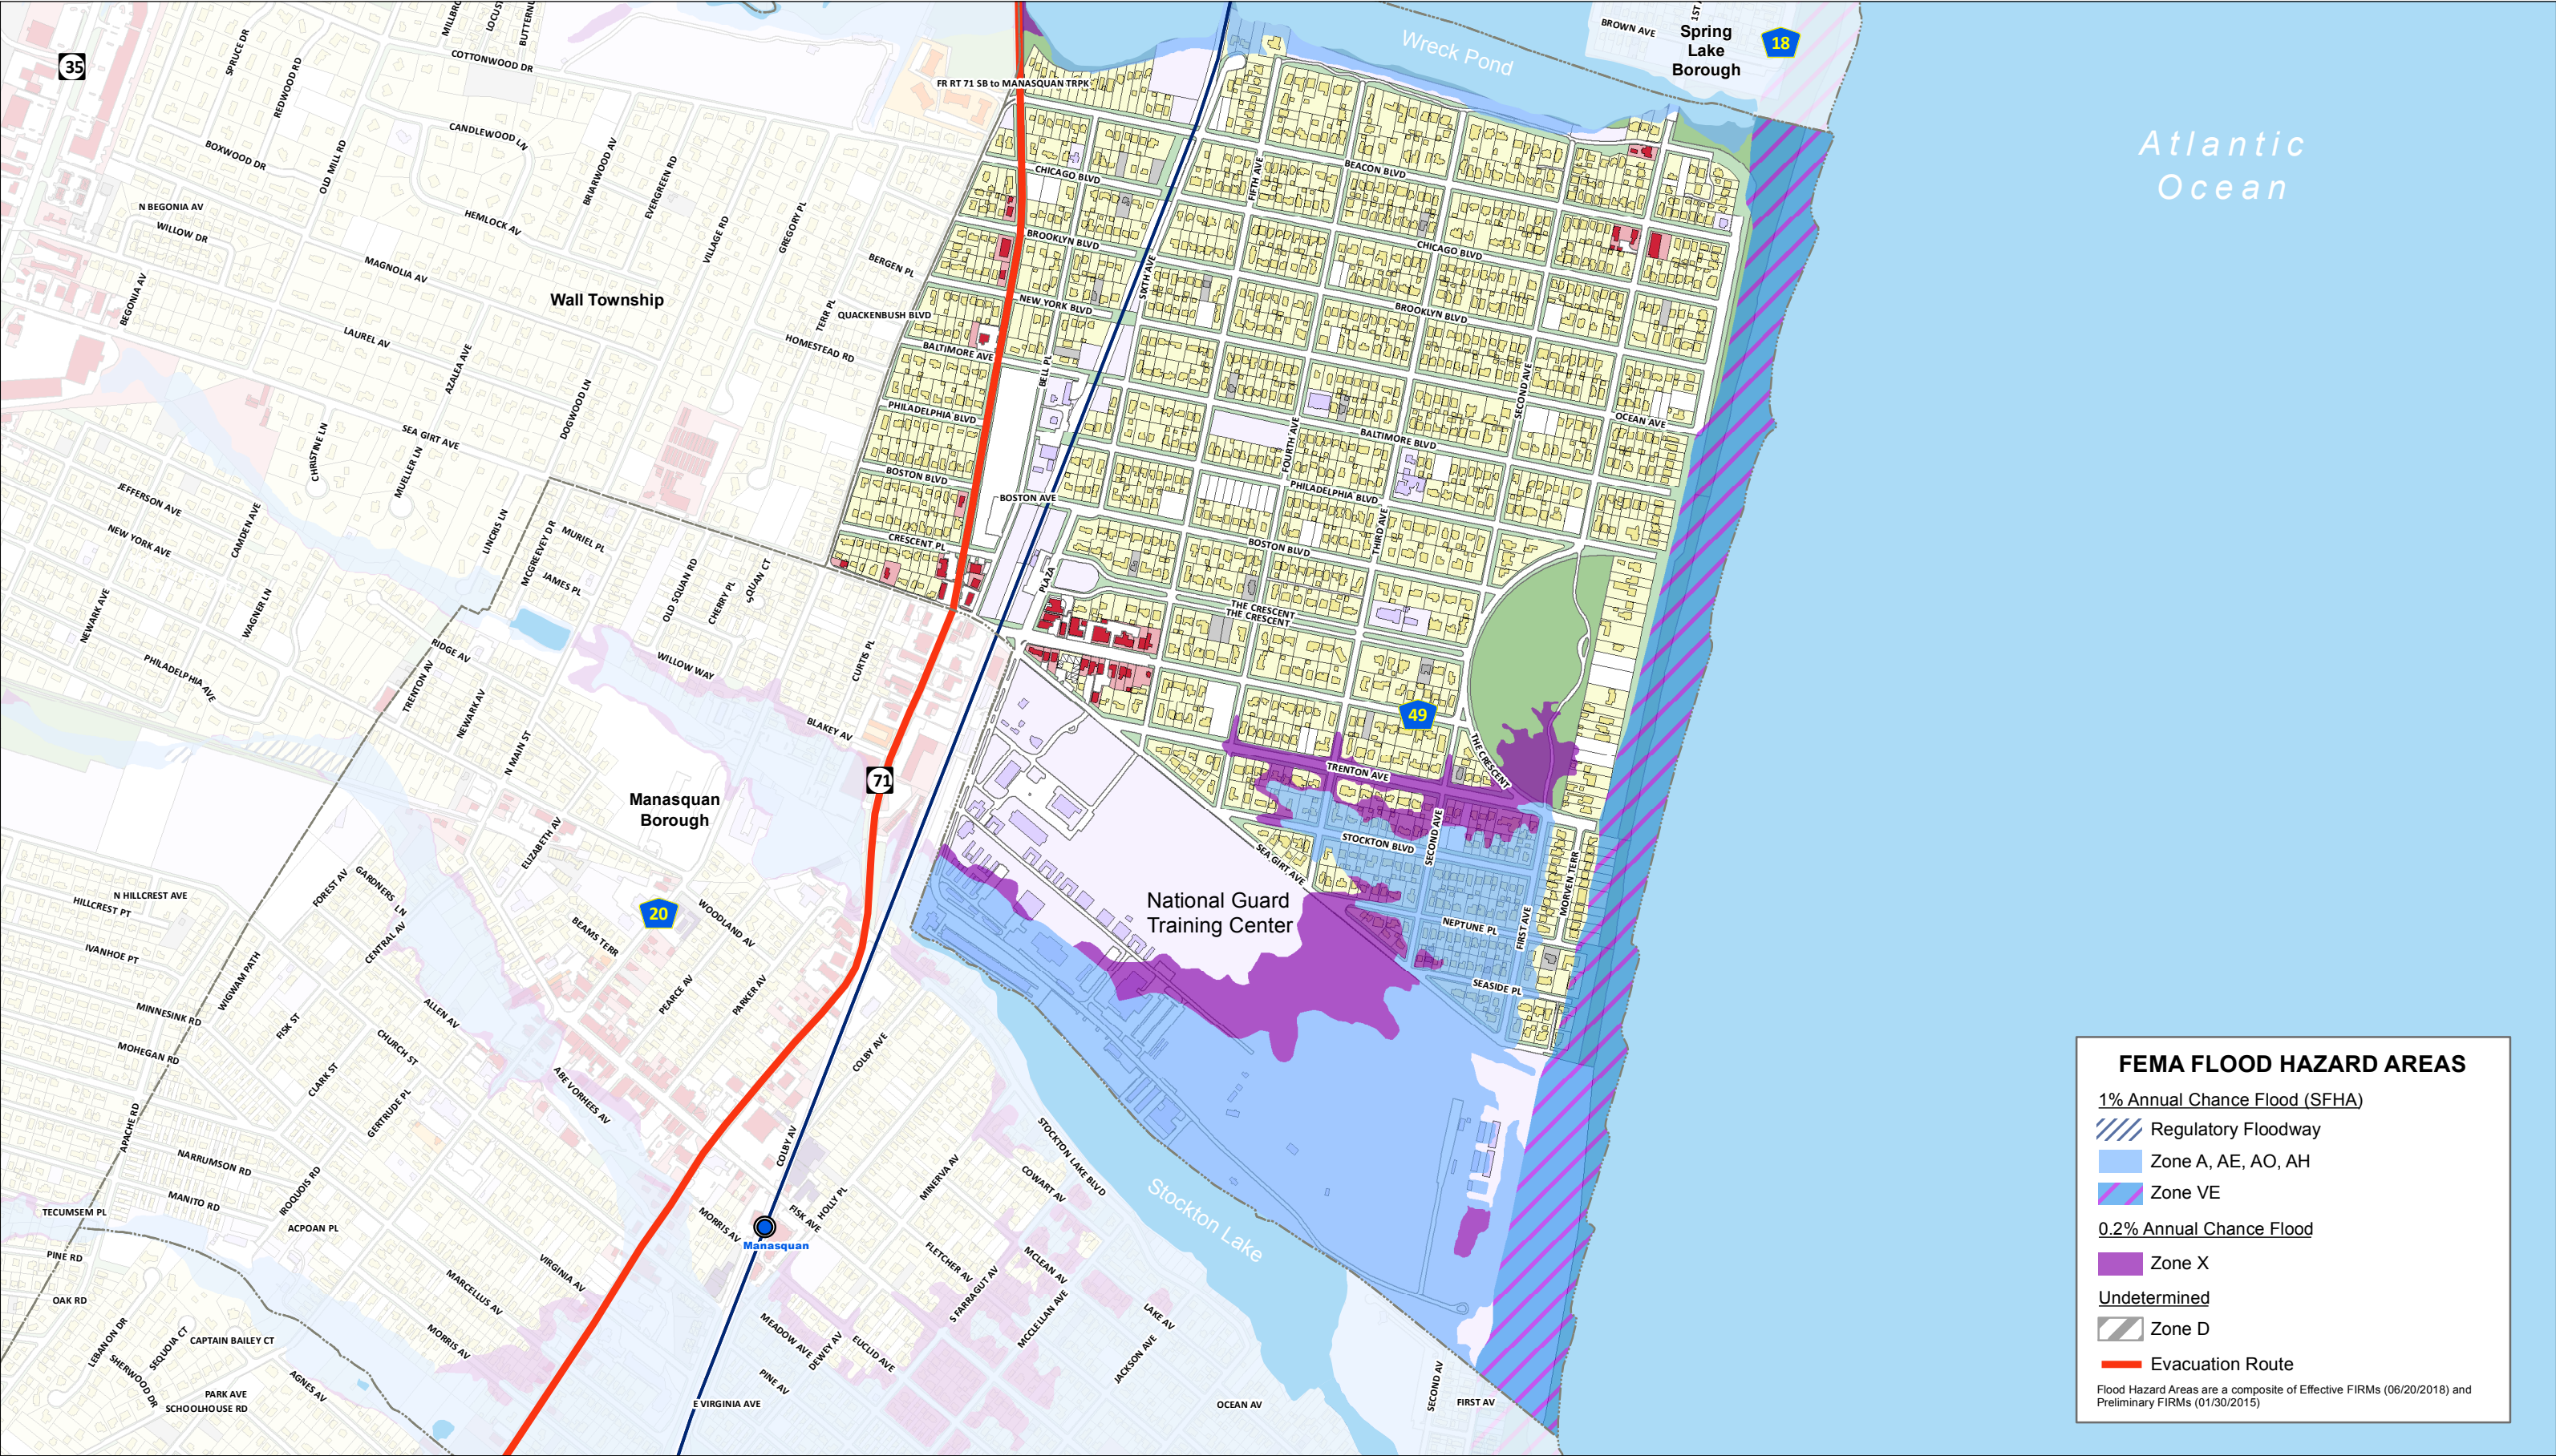 MILLBRO
LOCUST
BUTTERNU
SPRUCE DR
COTTONWOOD DR
35
REDWOOD RD
FR RT 71 SB to MANASQUAN TRPK
Wreck Pond
BROWN AVE
1ST A
Spring
Lake
Borough
18
Atlantic
Ocean
BOXWOOD DR
OLD MILL RD
CANDLEWOOD LN
BRIARWOOD AV
EVERGREEN RD
N BEGONIA AV
WILLOW DR
HEMLOCK AV
VILLAGE RD
GREGORY PL
BERGEN PL
MAGNOLIA AV
BEGONIA AV
Wall Township
TERR PL
QUACKENBUSH BLVD
LAUREL AV
AZALEA AVE
HOMESTEAD RD
DOGWOOD LN
CHICAGO BLVD
BROOKLYN BLVD
NEW YORK BLVD
BALTIMORE AVE
BELL PL
SIXTH AVE
FIFTH AVE
BEACON BLVD
CHICAGO BLVD
BROOKLYN BLVD
SECOND AVE
OCEAN AVE
PHILADELPHIA BLVD
BALTIMORE BLVD
FOURTH AVE
BOSTON BLVD
BOSTON AVE
PHILADELPHIA BLVD
THIRD AVE
CRESCENT PL
BOSTON BLVD
PLAZA
THE CRESCENT
THE CRESCENT
SEA GIRT AVE
CHRISTINE LN
MUELLER LN
JEFFERSON AVE
NEW YORK AVE
CAMDEN AVE
LINCRIS LN
MCGREEVEY DR
MURIEL PL
JAMES PL
OLD SQUAN RD
CHERRY PL
SQUAN CT
NEWARK AVE
WAGNER LN
PHILADELPHIA AVE
RIDGE AV
TRENTON AV
NEWARK AV
N MAIN ST
WILLOW WAY
CURTIS PL
BLAKEY AV
71
Manasquan
Borough
49
THE CRESCENT
TRENTON AVE
SECOND AVE
STOCKTON BLVD
SEA GIRT AVE
MORVEN TERR
FIRST AVE
NEPTUNE PL
SEASIDE PL
National Guard
Training Center
ELIZABETH AV
N HILLCREST AVE
HILLCREST PT
FOREST AV
GARDNERS LN
CENTRAL AV
20
BEAMS TERR
WOODLAND AV
IVANHOE PT
WIGWAM PATH
PEARCE AV
PARKER AV
MINNESINK RD
FISK ST
ALLEN AV
MOHEGAN RD
CHURCH ST
CLARK ST
COLBY AVE
ABE VORHEES AV
GERTRUDE PL
APACHE RD
NARRUMSON RD
MANITO RD
IROQUOIS RD
TECUMSEM PL
ACPOAN PL
PINE RD
OAK RD
LEBANON DR
SEQUOIA CT
SHERWOOD DR
CAPTAIN BAILEY CT
PARK AVE
SCHOOLHOUSE RD
AGNES AV
VIRGINIA AV
MARCELLUS AV
MORRIS AV
COLBY AV
HOLLY PL
FISK AVE
MORRIS AV
Manasquan
MINERVA AV
COWART AV
STOCKTON LAKE BLVD
Stockton Lake
FLETCHER AV
S FARRAGUT AV
MCLEAN AV
MCCLELLAN AVE
LAKE AV
JACKSON AVE
MEADOW AVE
DEWEY AV
EUCLID AVE
PINE AV
E VIRGINIA AVE
OCEAN AV
SECOND AV
FIRST AV
FEMA FLOOD HAZARD AREAS
1% Annual Chance Flood (SFHA)
Regulatory Floodway
Zone A, AE, AO, AH
Zone VE
0.2% Annual Chance Flood
Zone X
Undetermined
Zone D
Evacuation Route
Flood Hazard Areas are a composite of Effective FIRMs (06/20/2018) and
Preliminary FIRMs (01/30/2015)